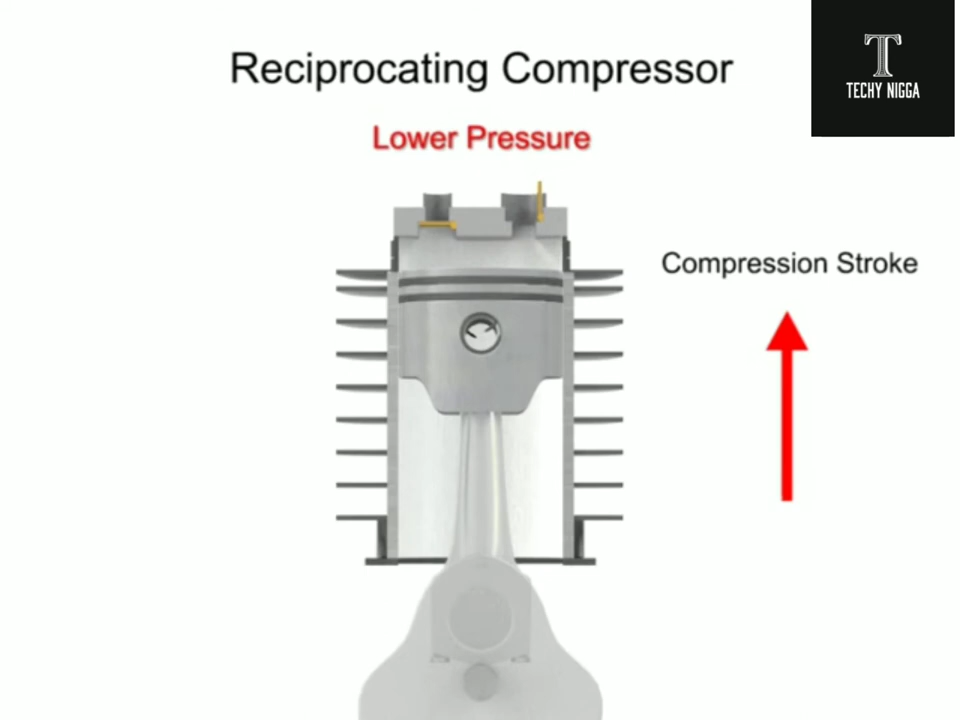 Reciprocating Compressor
T
TECHY NIGGA
Lower Pressure
Compression Stroke